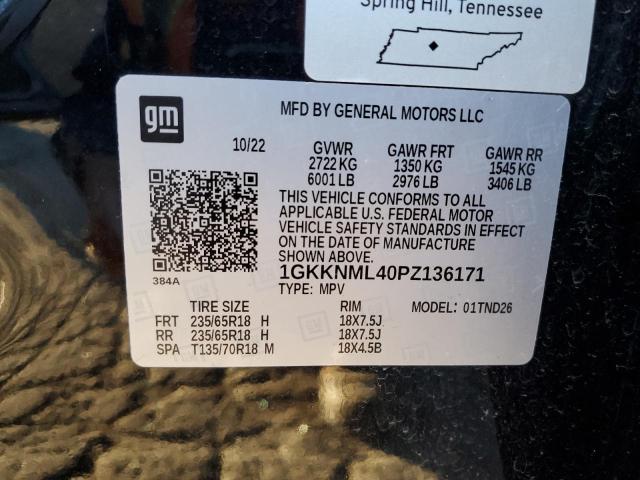 Spring Hill, Tennessee
gm
MFD BY GENERAL MOTORS LLC
10/22 GVWR GAWR FRT GAWR RR
2722 KG 1350 KG 1545 KG
6001 LB 2976 LB 3406 LB
THIS VEHICLE CONFORMS TO ALL
APPLICABLE U.S. FEDERAL MOTOR
VEHICLE SAFETY STANDARDS IN EFFECT
ON THE DATE OF MANUFACTURE
SHOWN ABOVE.
384A
1GKKNML40PZ136171
TYPE: MPV
TIRE SIZE RIM MODEL: 01TND26
FRT 235/65R18 H 18X7.5J
RR 235/65R18 H 18X7.5J
SPA T135/70R18 M 18X4.5B